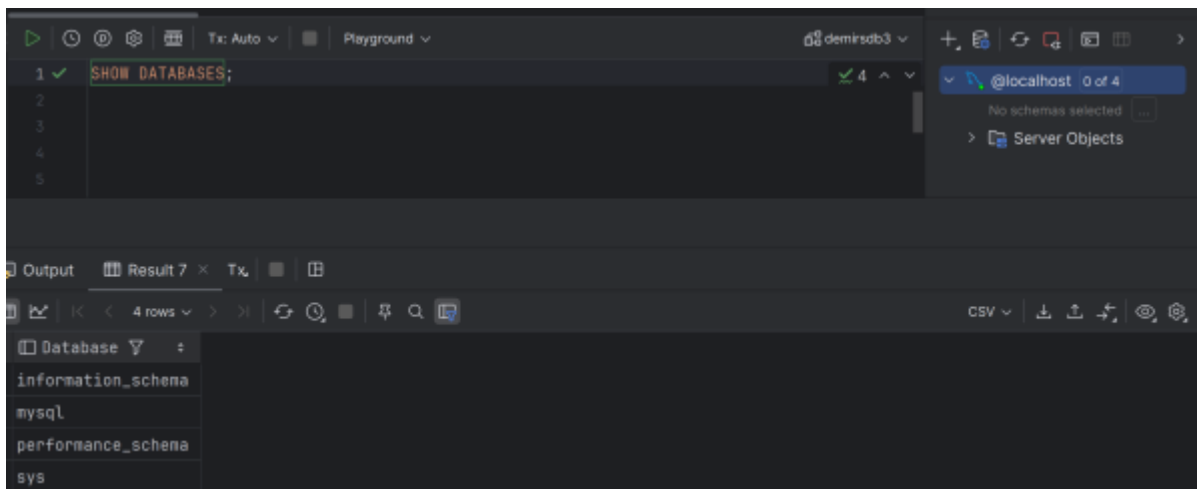 Tx: Auto
Playground
demirsdb3
1
SHOW DATABASES;
4
2
3
4
5
@localhost 0 of 4
No schemas selected ...
Server Objects
Output
Result 7
Tx
4 rows
CSV
Database
information_schema
mysql
performance_schema
sys